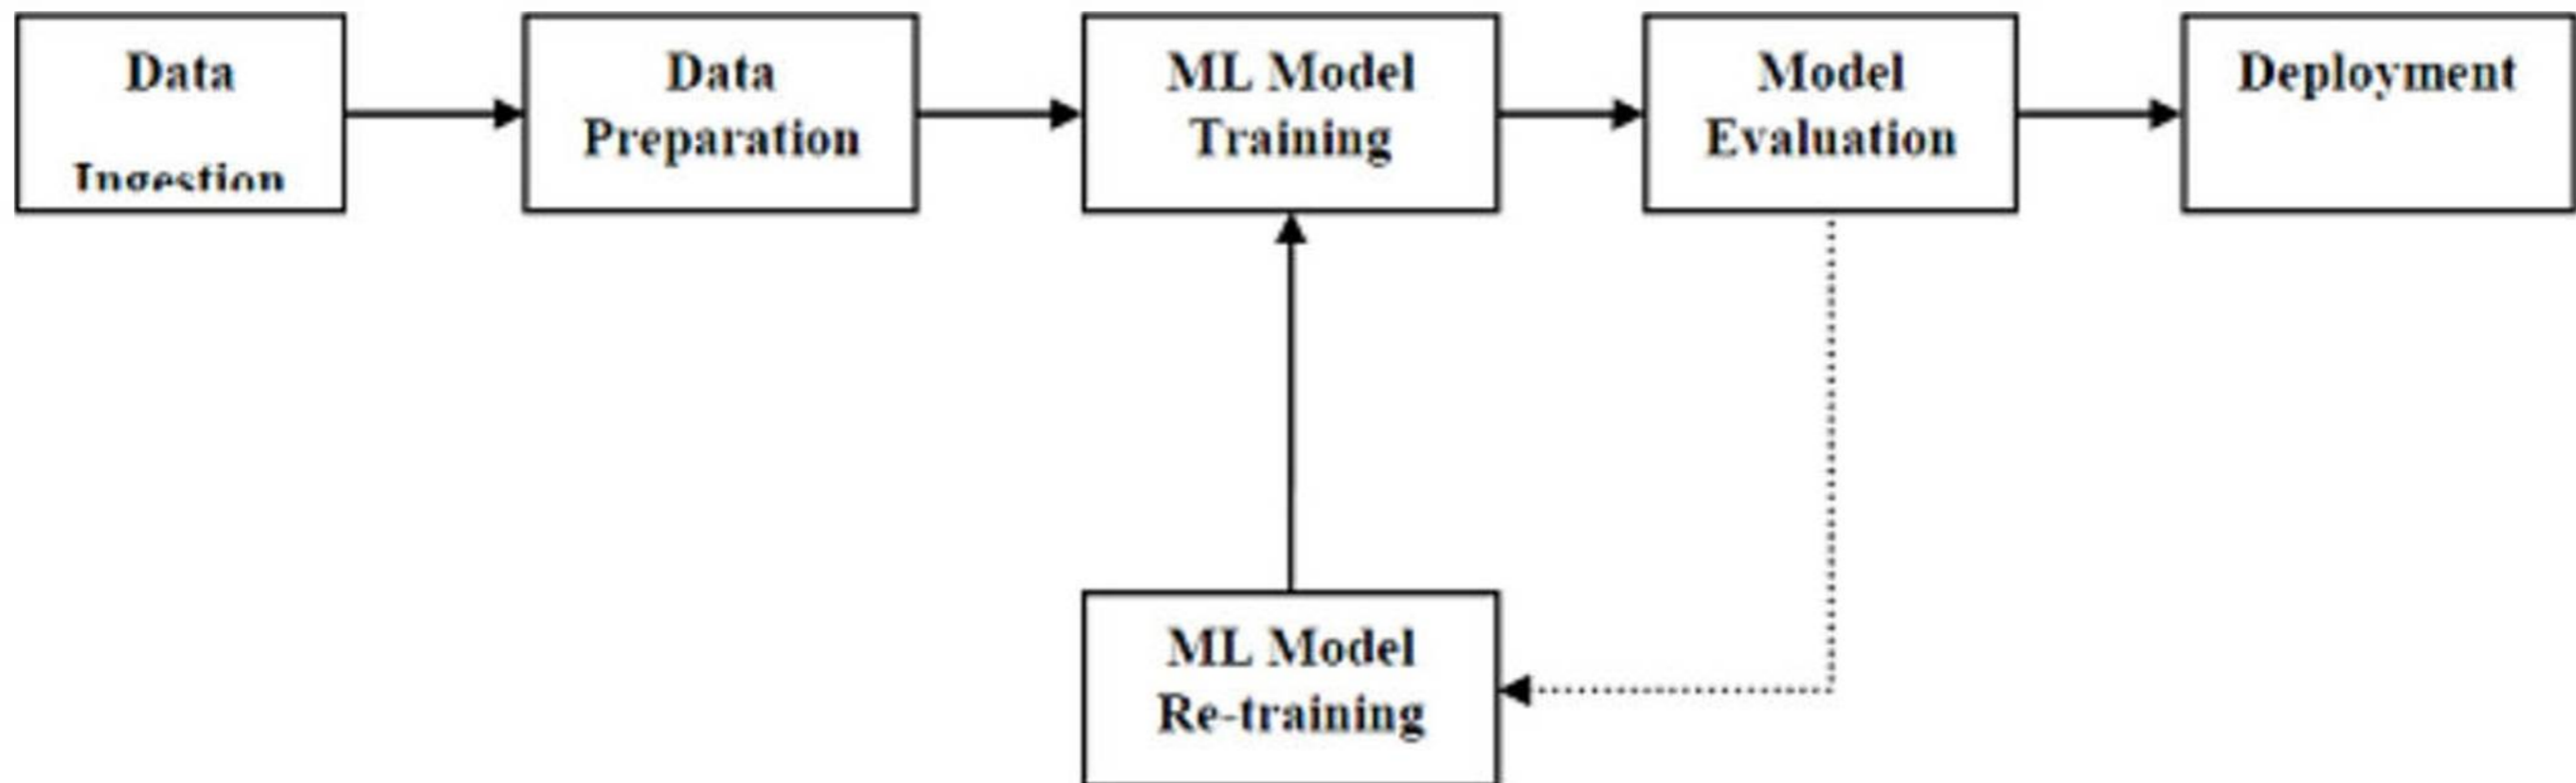 Data
Ingestion
Data
Preparation
ML Model
Training
Model
Evaluation
Deployment
ML Model
Re-training